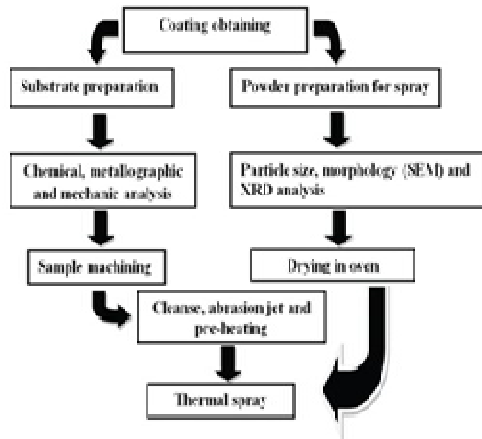 Coating obtaining
Substrate preparation
Powder preparation for spray
Chemical, metallographic
and mechanic analysis
Particle size, morphology (SEM) and
XRD analysis
Sample machining
Drying in oven
Cleanse, abrasion jet and
pre-heating
Thermal spray